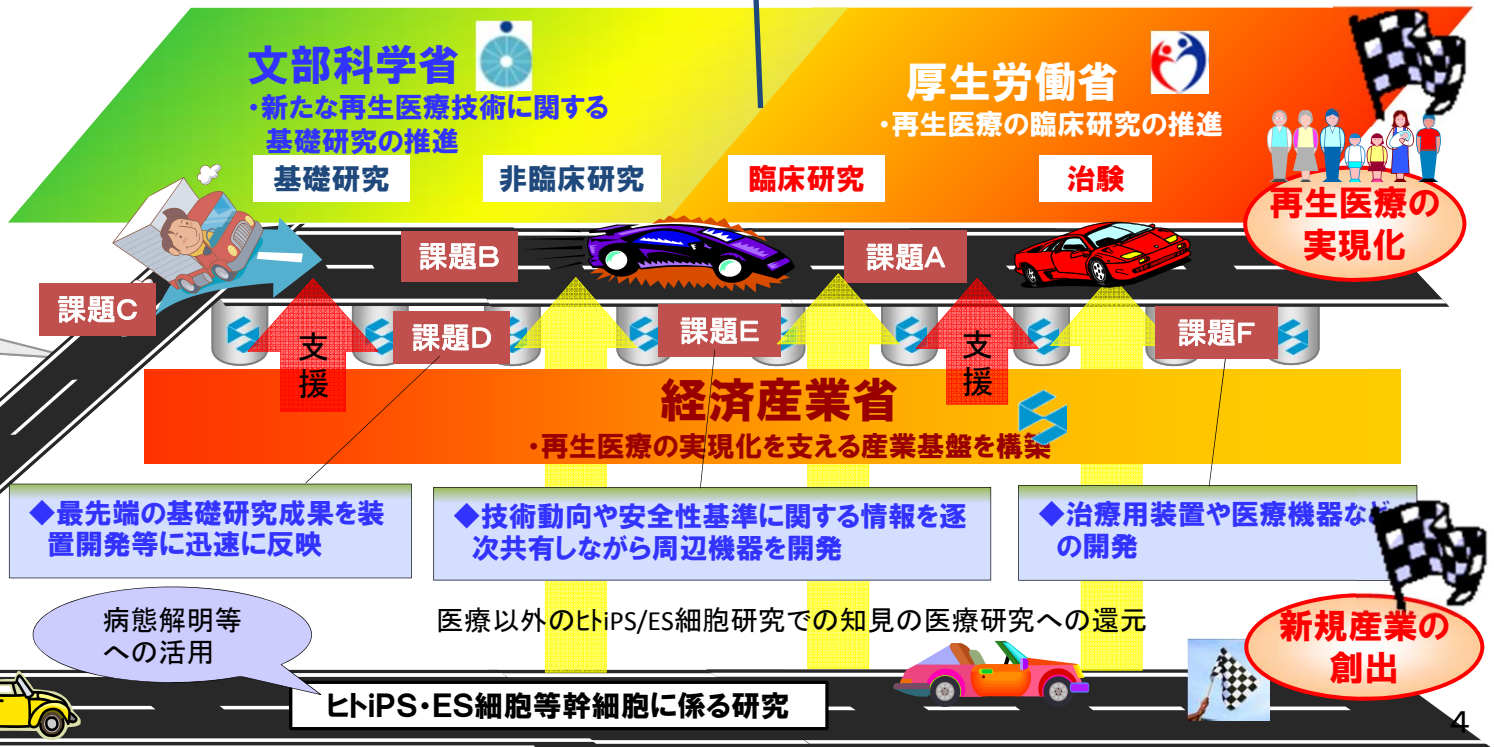 文部科学省
・新たな再生医療技術に関する
基礎研究の推進
厚生労働省
・再生医療の臨床研究の推進
基礎研究
非臨床研究
臨床研究
治験
再生医療の
実現化
課題B
課題A
課題C
課題D
課題E
課題F
支
援
支
援
経済産業省
・再生医療の実現化を支える産業基盤を構築
◆最先端の基礎研究成果を装
置開発等に迅速に反映
◆技術動向や安全性基準に関する情報を逐
次共有しながら周辺機器を開発
◆治療用装置や医療機器など
の開発
病態解明等
への活用
医療以外のﾋﾄiPS/ES細胞研究での知見の医療研究への還元
新規産業の
創出
ﾋﾄiPS・ES細胞等幹細胞に係る研究
4